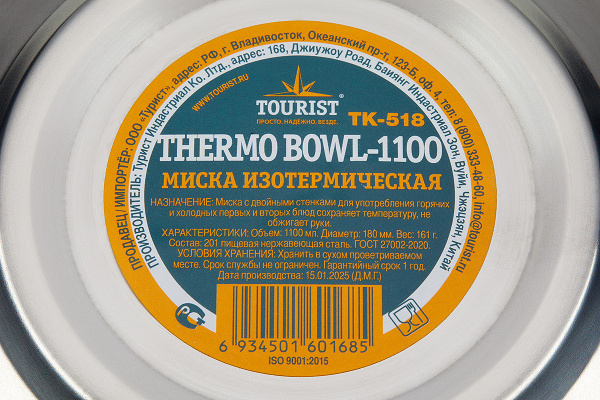 ПРОДАВЕЦ/ИМПОРТЁР: ООО «Турист», адрес: РФ, г. Владивосток, Океанский пр-т, 123-Б, оф. 4, тел: 8 (800) 333-48-60, info@tourist.ru
ПРОИЗВОДИТЕЛЬ: Турист Индастриал Ко. Лтд., адрес: 168, Джиужоу Роад, Баиянг Индастриал Зон, Вуйи, Чжэцзян, Китай
WWW.TOURIST.RU
TOURIST®
ПРОСТО. НАДЁЖНО. ВЕЗДЕ.
TK-518
THERMO BOWL-1100
МИСКА ИЗОТЕРМИЧЕСКАЯ
НАЗНАЧЕНИЕ: Миска с двойными стенками для употребления горячих
и холодных первых и вторых блюд сохраняет температуру, не
обжигает руки.
ХАРАКТЕРИСТИКИ: Объем: 1100 мл. Диаметр: 180 мм. Вес: 161 г.
Состав: 201 пищевая нержавеющая сталь. ГОСТ 27002-2020.
УСЛОВИЯ ХРАНЕНИЯ: Хранить в сухом проветриваемом
месте. Срок службы не ограничен. Гарантийный срок 1 год.
Дата производства: 15.01.2025 (Д.М.Г.)
РСТ
6 934501 601685
ISO 9001:2015